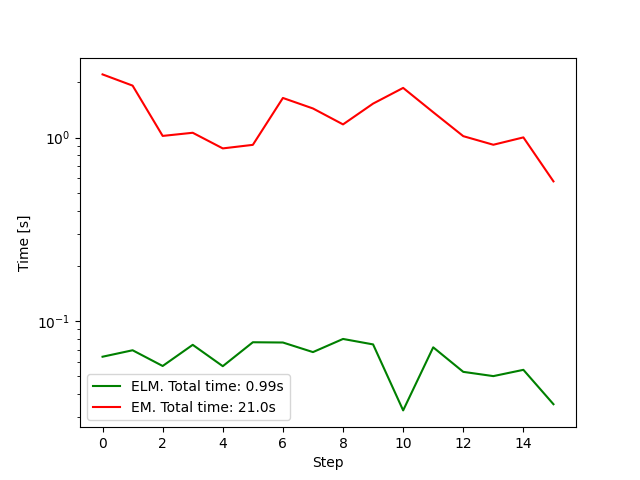 10⁰
Time [s]
10⁻¹
ELM. Total time: 0.99s
EM. Total time: 21.0s
0 2 4 6 8 10 12 14
Step